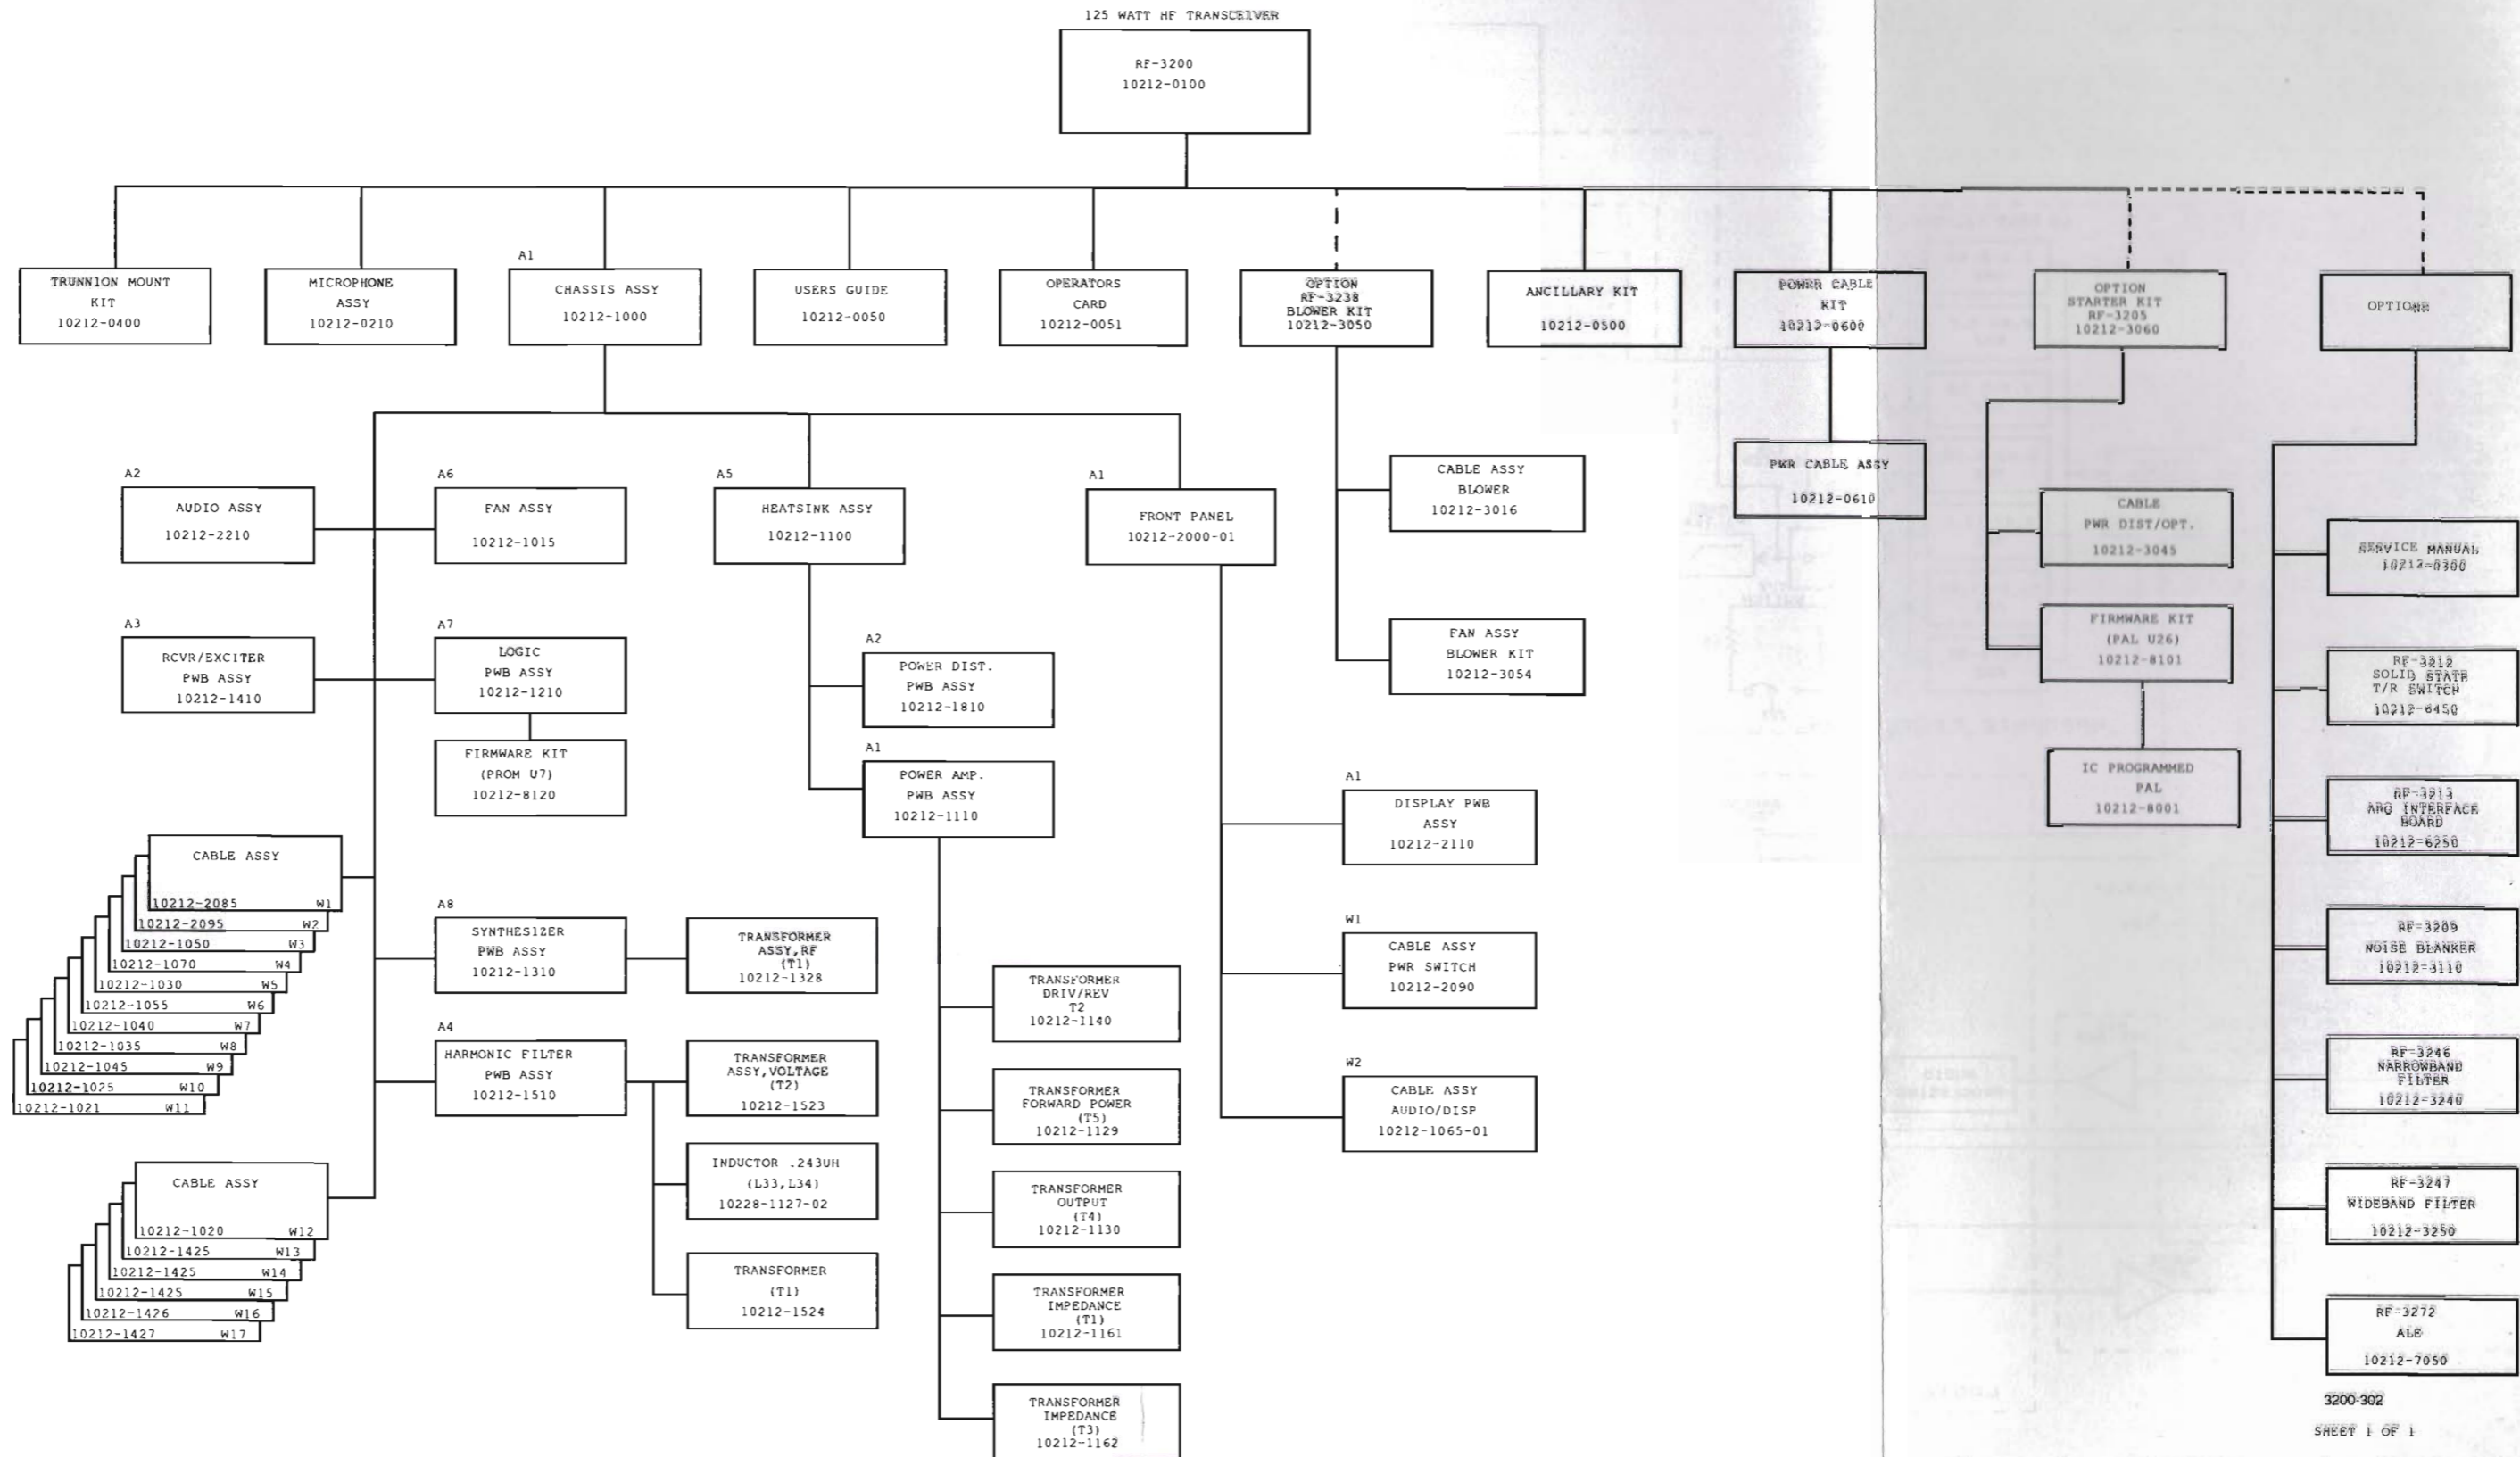 125 WATT HF TRANSCEIVER
RF-3200
10212-0100
TRUNNION MOUNT
KIT
10212-0400
MICROPHONE
ASSY
10212-0210
A1
CHASSIS ASSY
10212-1000
USERS GUIDE
10212-0050
OPERATORS
CARD
10212-0051
OPTION
RF-3238
BLOWER KIT
10212-3050
ANCILLARY KIT
10212-0500
POWER CABLE
KIT
10212-0600
OPTION
STARTER KIT
RF-3205
10212-3060
OPTIONS
A2
AUDIO ASSY
10212-2210
A6
FAN ASSY
10212-1015
A5
HEATSINK ASSY
10212-1100
A1
FRONT PANEL
10212-2000-01
CABLE ASSY
BLOWER
10212-3016
PWR CABLE ASSY
10212-0610
CABLE
PWR DIST/OPT.
10212-3045
SERVICE MANUAL
10212-0300
A3
RCVR/EXCITER
PWB ASSY
10212-1410
A7
LOGIC
PWB ASSY
10212-1210
FIRMWARE KIT
(PROM U7)
10212-8120
A2
POWER DIST.
PWB ASSY
10212-1810
A1
POWER AMP.
PWB ASSY
10212-1110
FAN ASSY
BLOWER KIT
10212-3054
FIRMWARE KIT
(PAL U26)
10212-8101
IC PROGRAMMED
PAL
10212-8001
RF-3212
SOLID STATE
T/R SWITCH
10212-6450
A1
DISPLAY PWB
ASSY
10212-2110
RF-3213
ARQ INTERFACE
BOARD
10212-6250
CABLE ASSY
10212-2085 W1
10212-2095 W2
10212-1050 W3
10212-1070 W4
10212-1030 W5
10212-1055 W6
10212-1040 W7
10212-1035 W8
10212-1045 W9
10212-1025 W10
10212-1021 W11
A8
SYNTHESIZER
PWB ASSY
10212-1310
TRANSFORMER
ASSY,RF
(T1)
10212-1328
W1
CABLE ASSY
PWR SWITCH
10212-2090
RF-3209
NOISE BLANKER
10212-3110
A4
HARMONIC FILTER
PWB ASSY
10212-1510
TRANSFORMER
ASSY,VOLTAGE
(T2)
10212-1523
TRANSFORMER
DRIV/REV
T2
10212-1140
TRANSFORMER
FORWARD POWER
(T5)
10212-1129
W2
CABLE ASSY
AUDIO/DISP
10212-1065-01
RF-3246
NARROWBAND
FILTER
10212-3240
CABLE ASSY
10212-1020 W12
10212-1425 W13
10212-1425 W14
10212-1425 W15
10212-1426 W16
10212-1427 W17
INDUCTOR .243UH
(L33,L34)
10228-1127-02
TRANSFORMER
OUTPUT
(T4)
10212-1130
RF-3247
WIDEBAND FILTER
10212-3250
TRANSFORMER
(T1)
10212-1524
TRANSFORMER
IMPEDANCE
(T1)
10212-1161
RF-3272
ALE
10212-7050
TRANSFORMER
IMPEDANCE
(T3)
10212-1162
3200-302
SHEET 1 OF 1